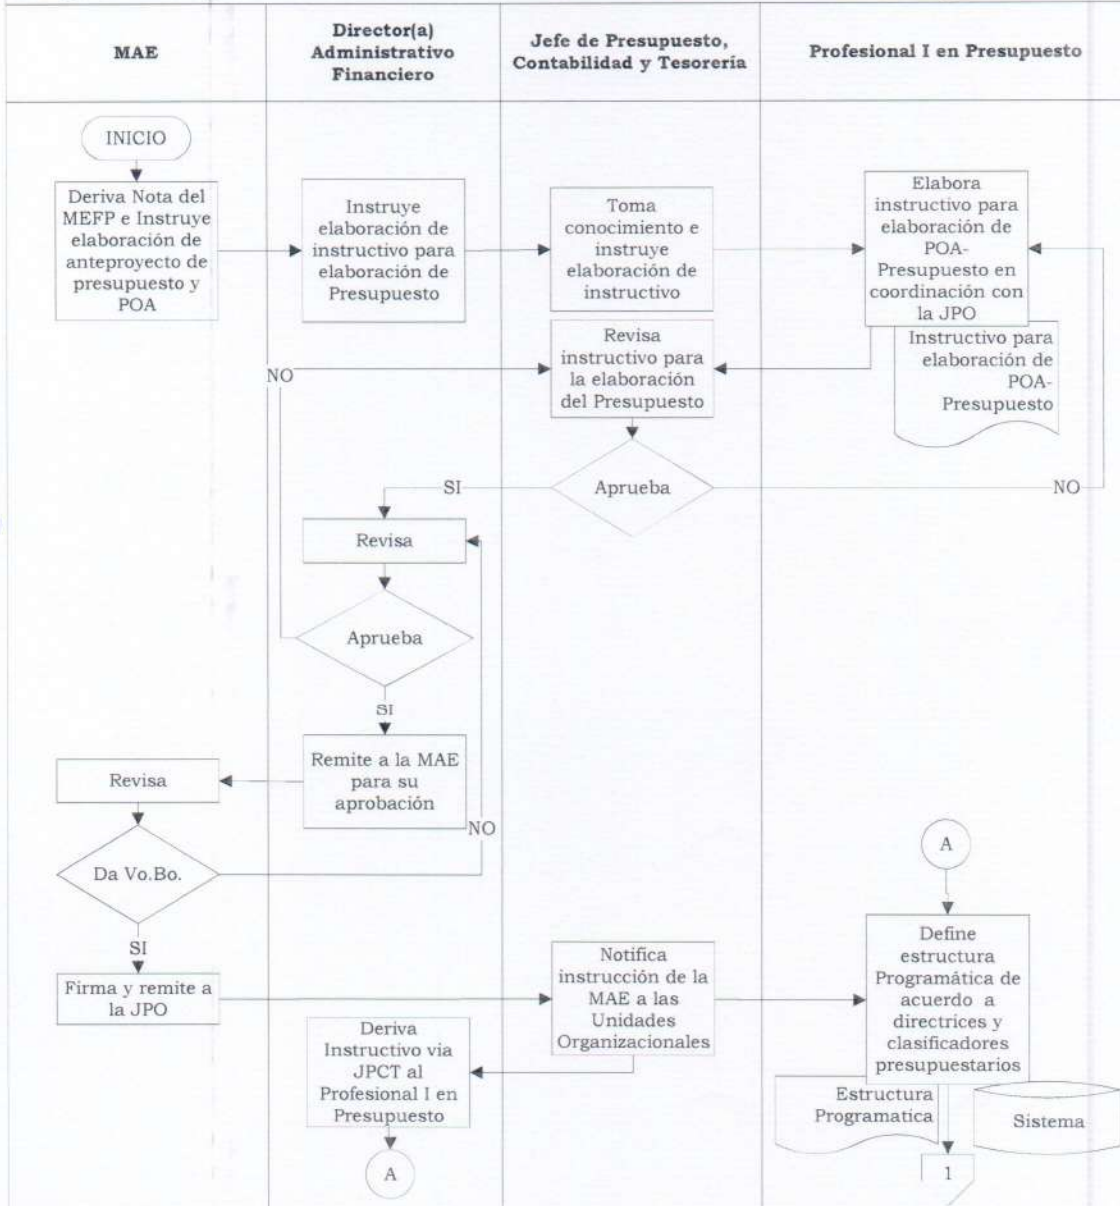 MAE
Director(a)
Administrativo
Financiero
Jefe de Presupuesto,
Contabilidad y Tesorería
Profesional I en Presupuesto
INICIO
Deriva Nota del
MEFP e Instruye
elaboración de
anteproyecto de
presupuesto y
POA
Instruye
elaboración de
instructivo para
elaboración de
Presupuesto
Toma
conocimiento e
instruye
elaboración de
instructivo
Elabora
instructivo para
elaboración de
POA-
Presupuesto en
coordinación con
la JPO
Instructivo para
elaboración de
POA-
Presupuesto
Revisa
instructivo para
la elaboración
del Presupuesto
NO
Aprueba
SI
NO
Revisa
Aprueba
SI
Remite a la MAE
para su
aprobación
Revisa
NO
Da Vo.Bo.
SI
Firma y remite a
la JPO
Notifica
instrucción de la
MAE a las
Unidades
Organizacionales
Deriva
Instructivo via
JPCT al
Profesional I en
Presupuesto
A
A
Define
estructura
Programática de
acuerdo a
directrices y
clasificadores
presupuestarios
Estructura
Programatica
Sistema
1